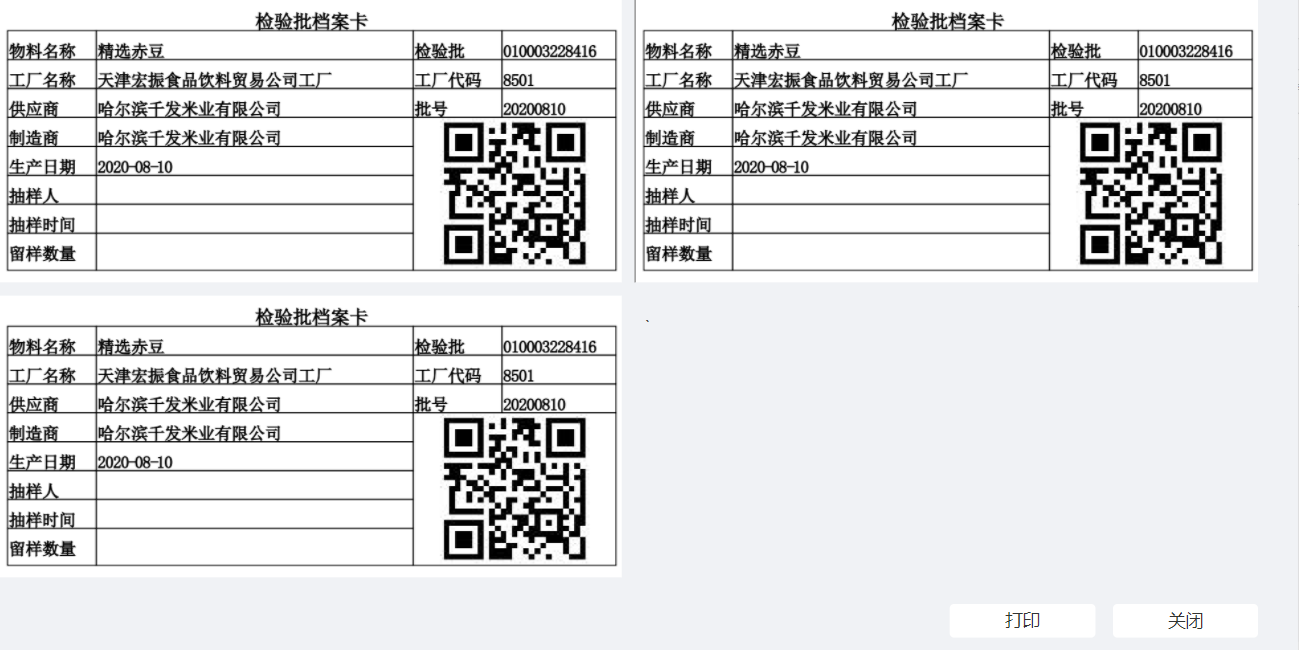 检验批档案卡
物料名称 精选赤豆 检验批 010003228416
工厂名称 天津宏振食品饮料贸易公司工厂 工厂代码 8501
供应商 哈尔滨千发米业有限公司 批号 20200810
制造商 哈尔滨千发米业有限公司
生产日期 2020-08-10
抽样人
抽样时间
留样数量
检验批档案卡
物料名称 精选赤豆 检验批 010003228416
工厂名称 天津宏振食品饮料贸易公司工厂 工厂代码 8501
供应商 哈尔滨千发米业有限公司 批号 20200810
制造商 哈尔滨千发米业有限公司
生产日期 2020-08-10
抽样人
抽样时间
留样数量
检验批档案卡
物料名称 精选赤豆 检验批 010003228416
工厂名称 天津宏振食品饮料贸易公司工厂 工厂代码 8501
供应商 哈尔滨千发米业有限公司 批号 20200810
制造商 哈尔滨千发米业有限公司
生产日期 2020-08-10
抽样人
抽样时间
留样数量
、
打印 关闭